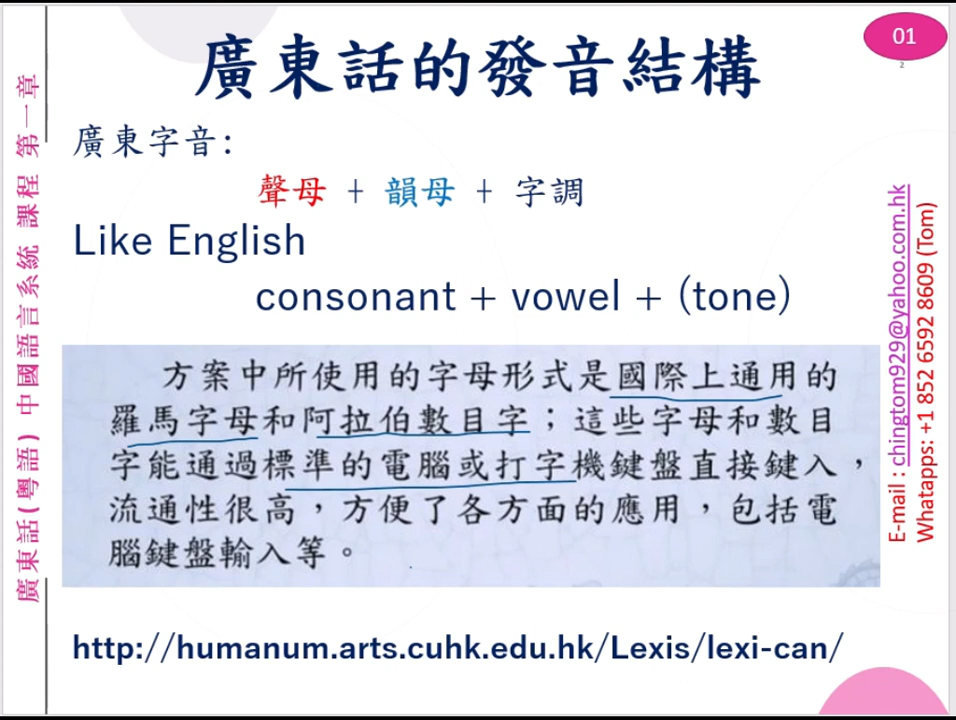 01
2
廣東話的發音結構
廣東字音:
聲母 + 韻母 + 字調
Like English
consonant + vowel + (tone)
方案中所使用的字母形式是國際上通用的
羅馬字母和阿拉伯數目字；這些字母和數目
字能通過標準的電腦或打字機鍵盤直接鍵入，
流通性很高，方便了各方面的應用，包括電
腦鍵盤輸入等。
http://humanum.arts.cuhk.edu.hk/Lexis/lexi-can/
廣東話(粵語) 中國語言系統 課程 第一章
E-mail : chingtom929@yahoo.com.hk
Whatapps: +1 852 6592 8609 (Tom)